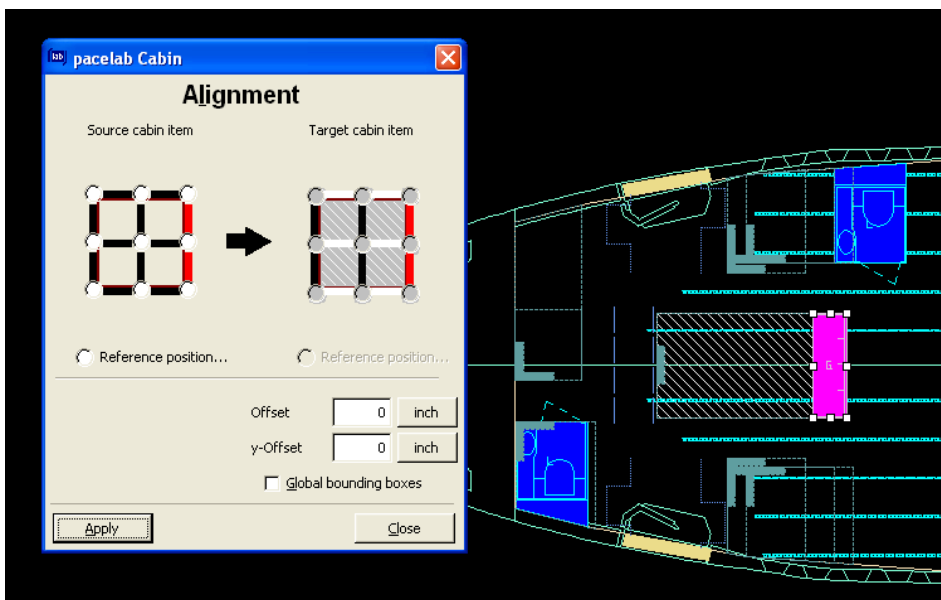 lab pacelab Cabin
Alignment
Source cabin item Target cabin item
Reference position... Reference position...
Offset 0 inch
y-Offset 0 inch
Global bounding boxes
Apply Close